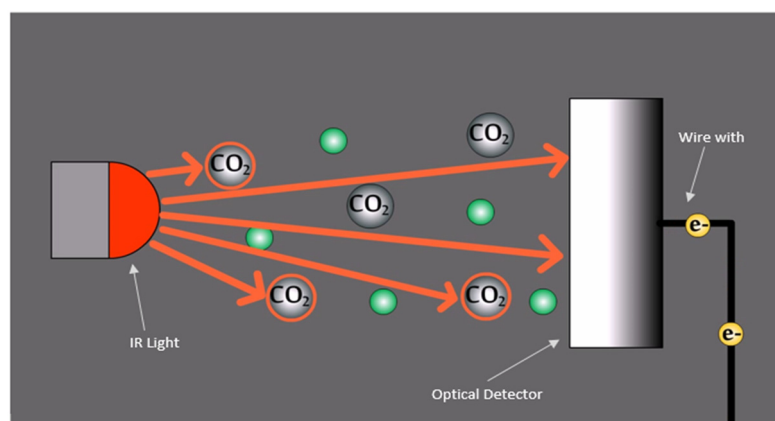 CO₂
CO₂
Wire with
CO₂
e-
CO₂
CO₂
e-
IR Light
Optical Detector